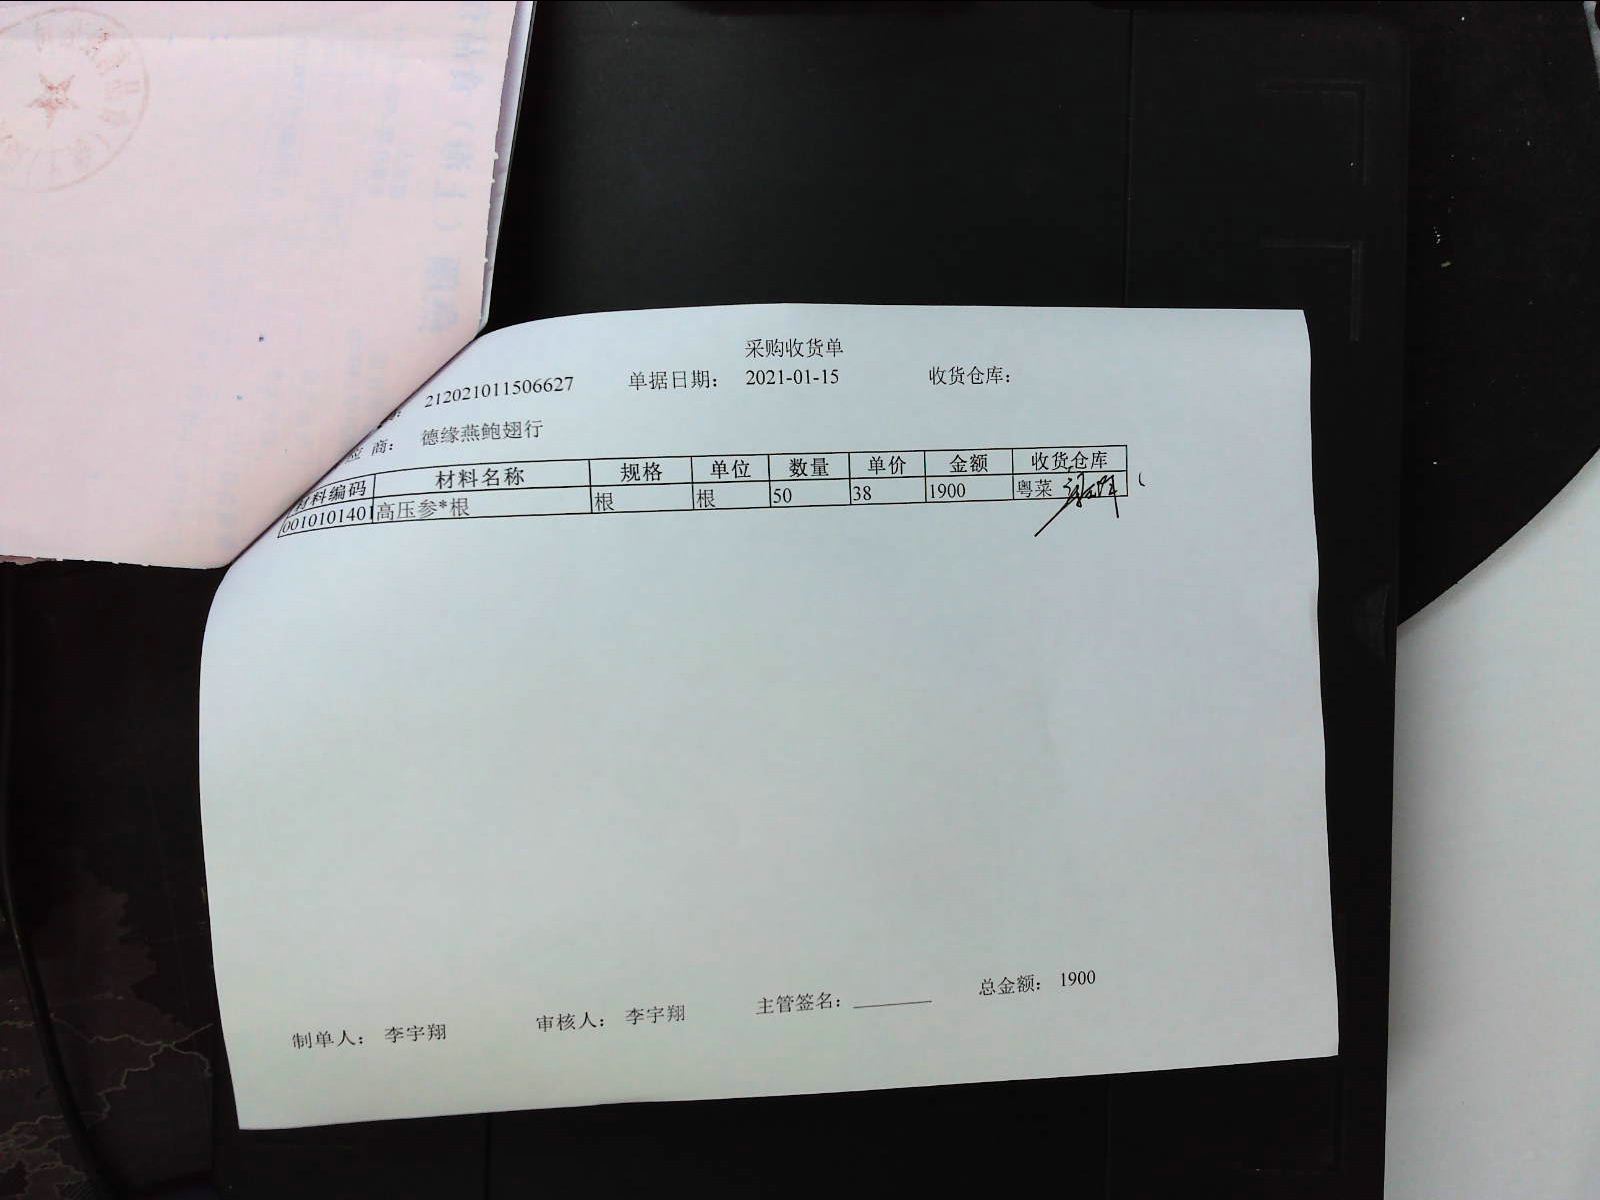 采购收货单
212021011506627 单据日期： 2021-01-15 收货仓库：
商： 德缘燕鲍翅行
材料编码 材料名称 规格 单位 数量 单价 金额 收货仓库
0010101401 高压参*根 根 根 50 38 1900 粤菜
总金额： 1900
制单人： 李宇翔 审核人： 李宇翔 主管签名：